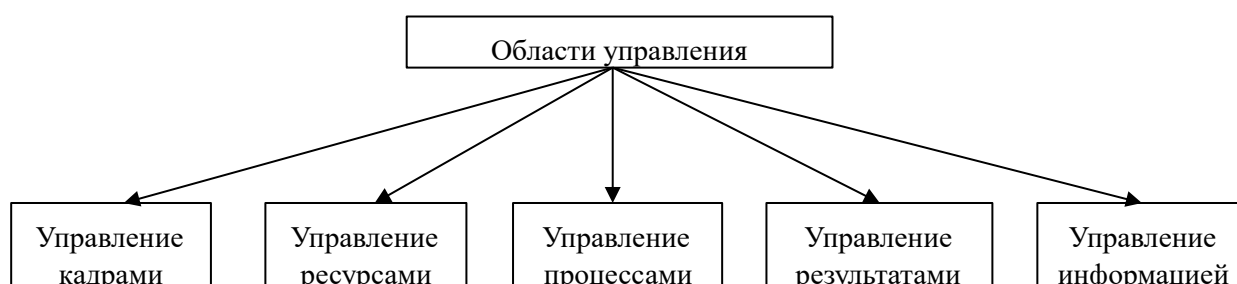 Области управления
Управление
кадрами
Управление
ресурсами
Управление
процессами
Управление
результатами
Управление
информацией